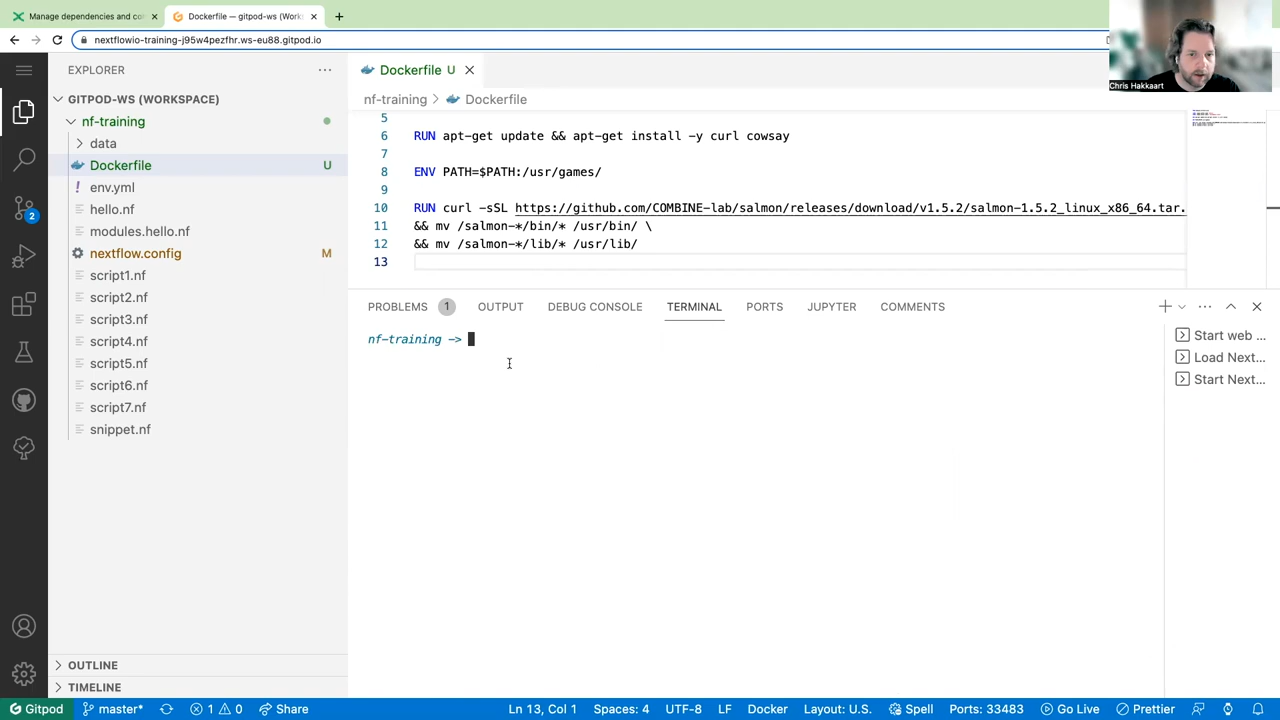 Manage dependencies and co
Dockerfile — gitpod-ws (Work
nextflowio-training-j95w4pezfhr.ws-eu88.gitpod.io
Chris Hakkaart
EXPLORER
GITPOD-WS (WORKSPACE)
nf-training
data
Dockerfile U
env.yml
hello.nf
modules.hello.nf
nextflow.config M
script1.nf
script2.nf
script3.nf
script4.nf
script5.nf
script6.nf
script7.nf
snippet.nf
OUTLINE
TIMELINE
2
Dockerfile U
nf-training > Dockerfile
5
6 RUN apt-get update && apt-get install -y curl cowsay
7
8 ENV PATH=$PATH:/usr/games/
9
10 RUN curl -sSL https://github.com/COMBINE-lab/salmon/releases/download/v1.5.2/salmon-1.5.2_linux_x86_64.tar.
11 && mv /salmon-*/bin/* /usr/bin/ \
12 && mv /salmon-*/lib/* /usr/lib/
13
PROBLEMS 1 OUTPUT DEBUG CONSOLE TERMINAL PORTS JUPYTER COMMENTS
nf-training ->
Start web ...
Load Next...
Start Next...
Gitpod master* 1 0 Share Ln 13, Col 1 Spaces: 4 UTF-8 LF Docker Layout: U.S. Spell Ports: 33483 Go Live Prettier